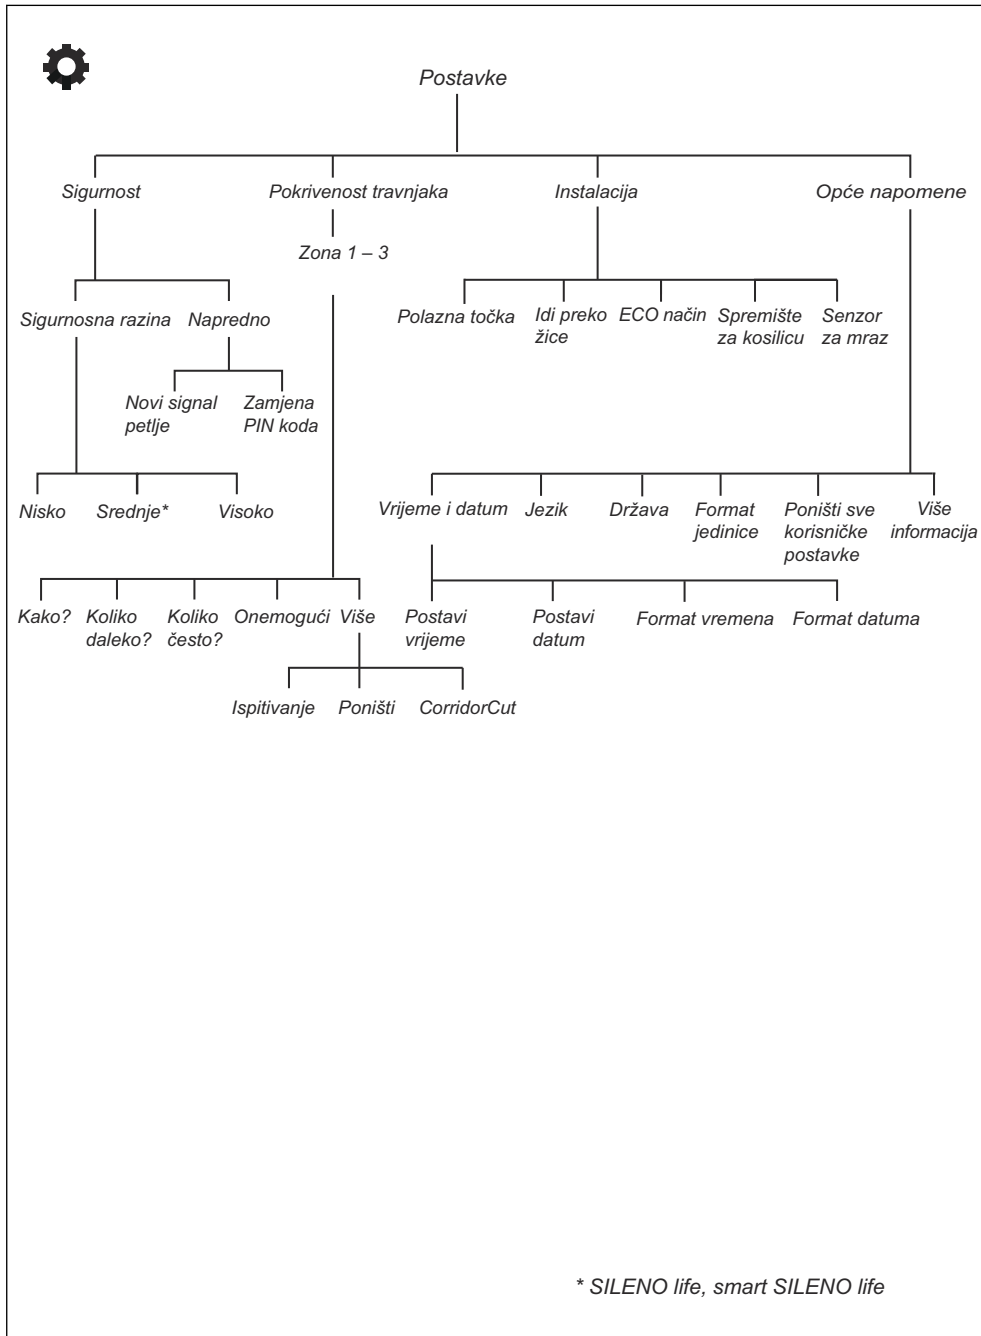 Postavke
Sigurnost
Pokrivenost travnjaka
Instalacija
Opće napomene
Zona 1 – 3
Sigurnosna razina
Napredno
Polazna točka
Idi preko
žice
ECO način
Spremište
za kosilicu
Senzor
za mraz
Novi signal
petlje
Zamjena
PIN koda
Nisko
Srednje*
Visoko
Vrijeme i datum
Jezik
Država
Format
jedinice
Poništi sve
korisničke
postavke
Više
informacija
Kako?
Koliko
daleko?
Koliko
često?
Onemogući
Više
Postavi
vrijeme
Postavi
datum
Format vremena
Format datuma
Ispitivanje
Poništi
CorridorCut
* SILENO life, smart SILENO life